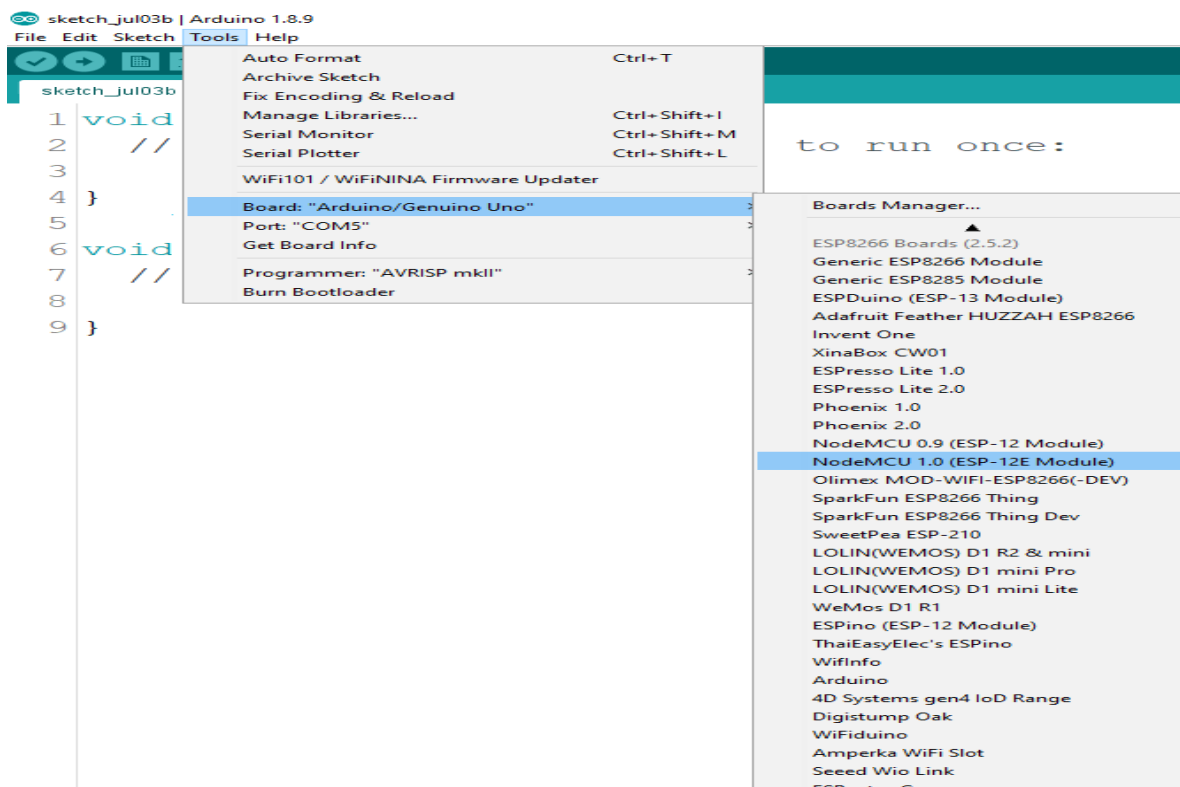 sketch_jul03b | Arduino 1.8.9
File Edit Sketch Tools Help
sketch_jul03b
1 void
2 // to run once:
3
4 }
5
6 void
7 //
8
9 }
Auto Format Ctrl+T
Archive Sketch
Fix Encoding & Reload
Manage Libraries... Ctrl+Shift+I
Serial Monitor Ctrl+Shift+M
Serial Plotter Ctrl+Shift+L
WiFi101 / WiFiNINA Firmware Updater
Board: "Arduino/Genuino Uno"
Port: "COM5"
Get Board Info
Programmer: "AVRISP mkII"
Burn Bootloader
Boards Manager...
ESP8266 Boards (2.5.2)
Generic ESP8266 Module
Generic ESP8285 Module
ESPDuino (ESP-13 Module)
Adafruit Feather HUZZAH ESP8266
Invent One
XinaBox CW01
ESPresso Lite 1.0
ESPresso Lite 2.0
Phoenix 1.0
Phoenix 2.0
NodeMCU 0.9 (ESP-12 Module)
NodeMCU 1.0 (ESP-12E Module)
Olimex MOD-WIFI-ESP8266(-DEV)
SparkFun ESP8266 Thing
SparkFun ESP8266 Thing Dev
SweetPea ESP-210
LOLIN(WEMOS) D1 R2 & mini
LOLIN(WEMOS) D1 mini Pro
LOLIN(WEMOS) D1 mini Lite
WeMos D1 R1
ESPino (ESP-12 Module)
ThaiEasyElec's ESPino
WifInfo
Arduino
4D Systems gen4 IoD Range
Digistump Oak
WiFiduino
Amperka WiFi Slot
Seeed Wio Link